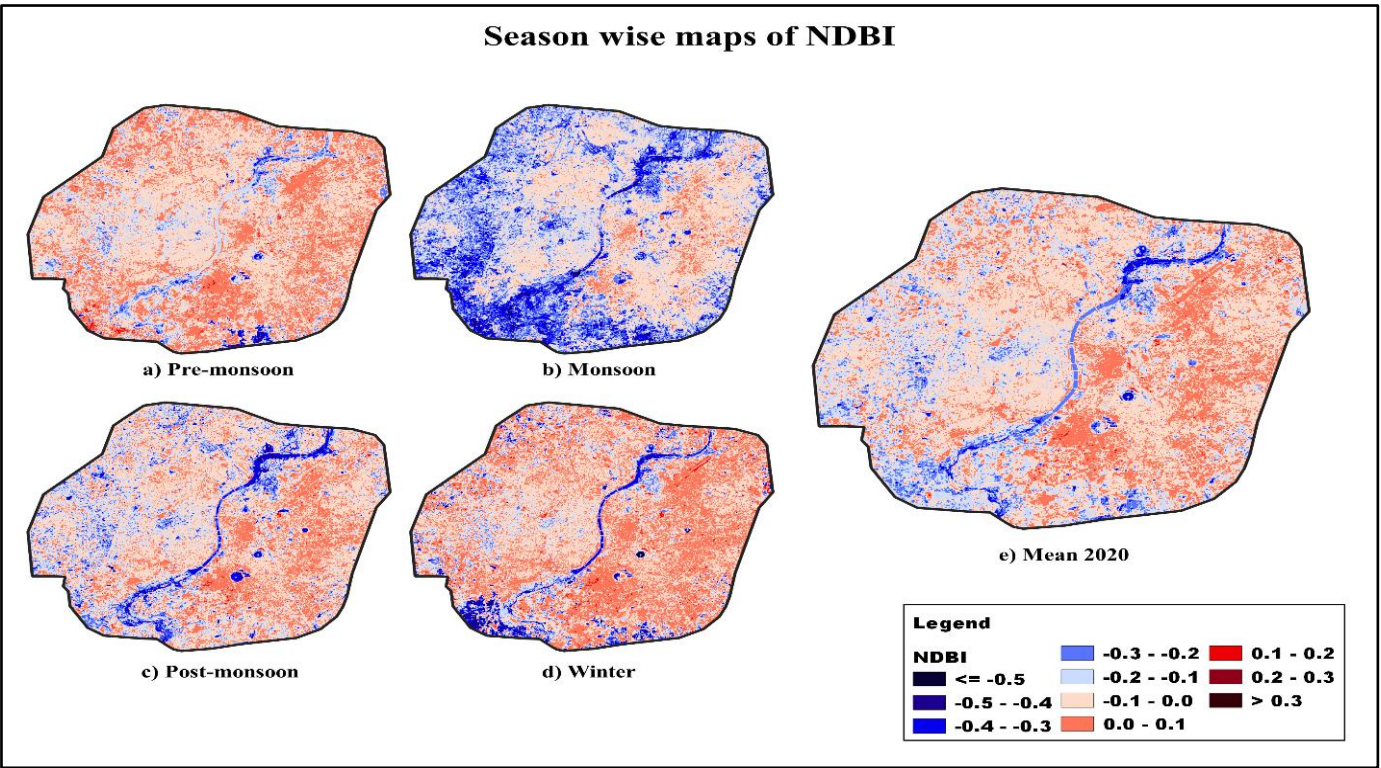 Season wise maps of NDBI
a) Pre-monsoon
b) Monsoon
c) Post-monsoon
d) Winter
e) Mean 2020
Legend
NDBI
<= -0.5
-0.5 - -0.4
-0.4 - -0.3
-0.3 - -0.2
-0.2 - -0.1
-0.1 - 0.0
0.0 - 0.1
0.1 - 0.2
0.2 - 0.3
> 0.3